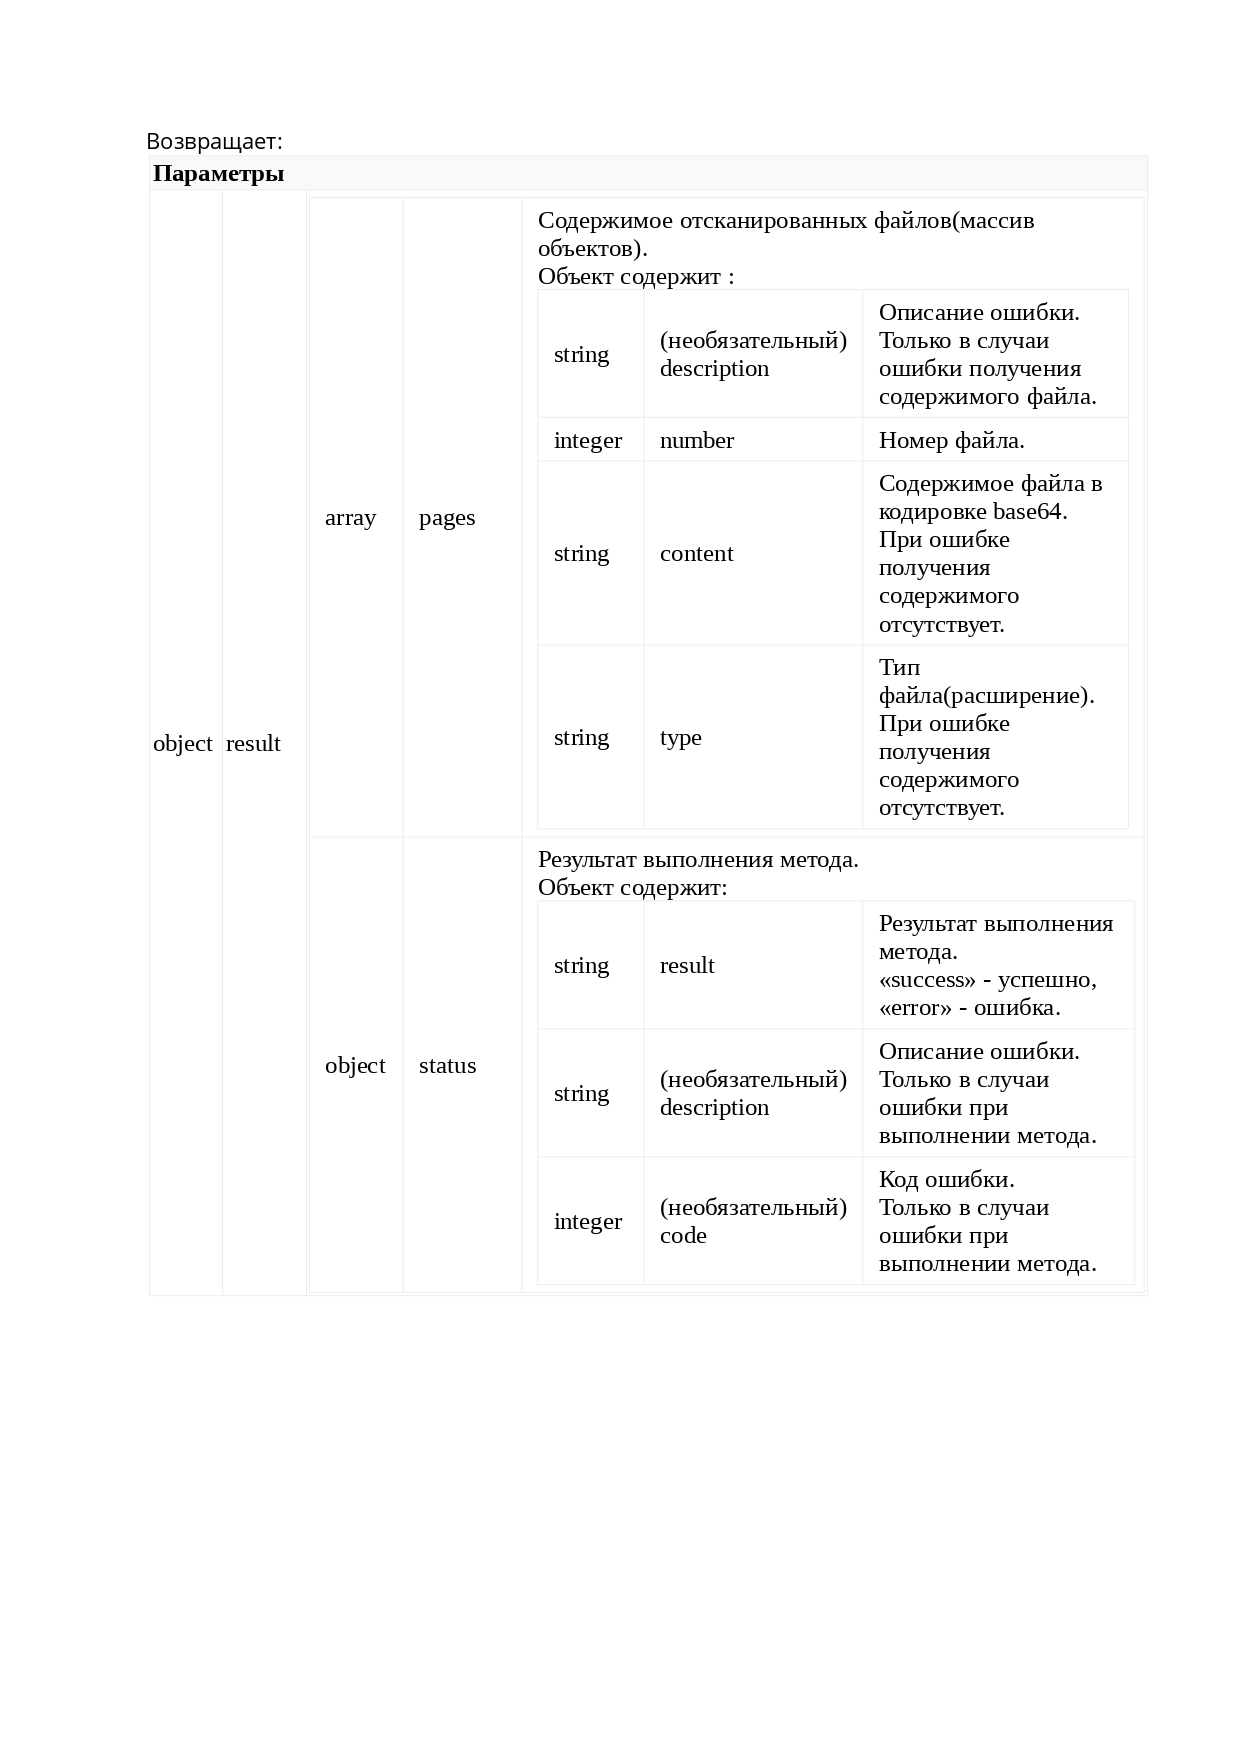 Возвращает:
Параметры
object
result
array
pages
Содержимое отсканированных файлов(массив
объектов).
Объект содержит :
string
(необязательный)
description
Описание ошибки.
Только в случаи
ошибки получения
содержимого файла.
integer
number
Номер файла.
string
content
Содержимое файла в
кодировке base64.
При ошибке
получения
содержимого
отсутствует.
string
type
Тип
файла(расширение).
При ошибке
получения
содержимого
отсутствует.
object
status
Результат выполнения метода.
Объект содержит:
string
result
Результат выполнения
метода.
«success» - успешно,
«error» - ошибка.
string
(необязательный)
description
Описание ошибки.
Только в случаи
ошибки при
выполнении метода.
integer
(необязательный)
code
Код ошибки.
Только в случаи
ошибки при
выполнении метода.